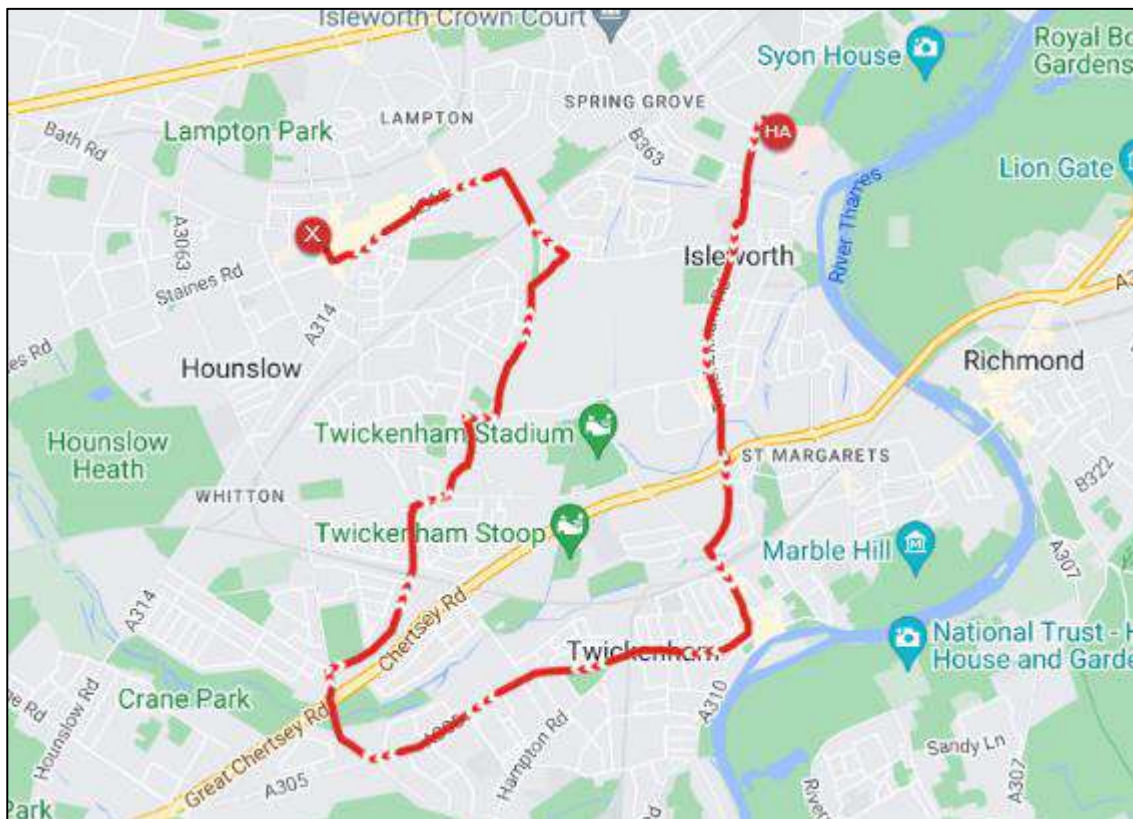 Isleworth Crown Court
Syon House
Royal Bo
Gardens
SPRING GROVE
LAMPTON
Lampton Park
HA
Bath Rd
B363
Lion Gate
River Thames
A3063
X
Isleworth
Staines Rd
A314
Richmond
Hounslow
Twickenham Stadium
Hounslow
Heath
ST MARGARETS
B322
WHITTON
Twickenham Stoop
Marble Hill
A307
A314
Chertsey Rd
Twickenham
National Trust - H
House and Garde
Crane Park
A310
Great Chertsey Rd
Hounslow Rd
Hampton Rd
Sandy Ln
A305
A307
River
Park
ark